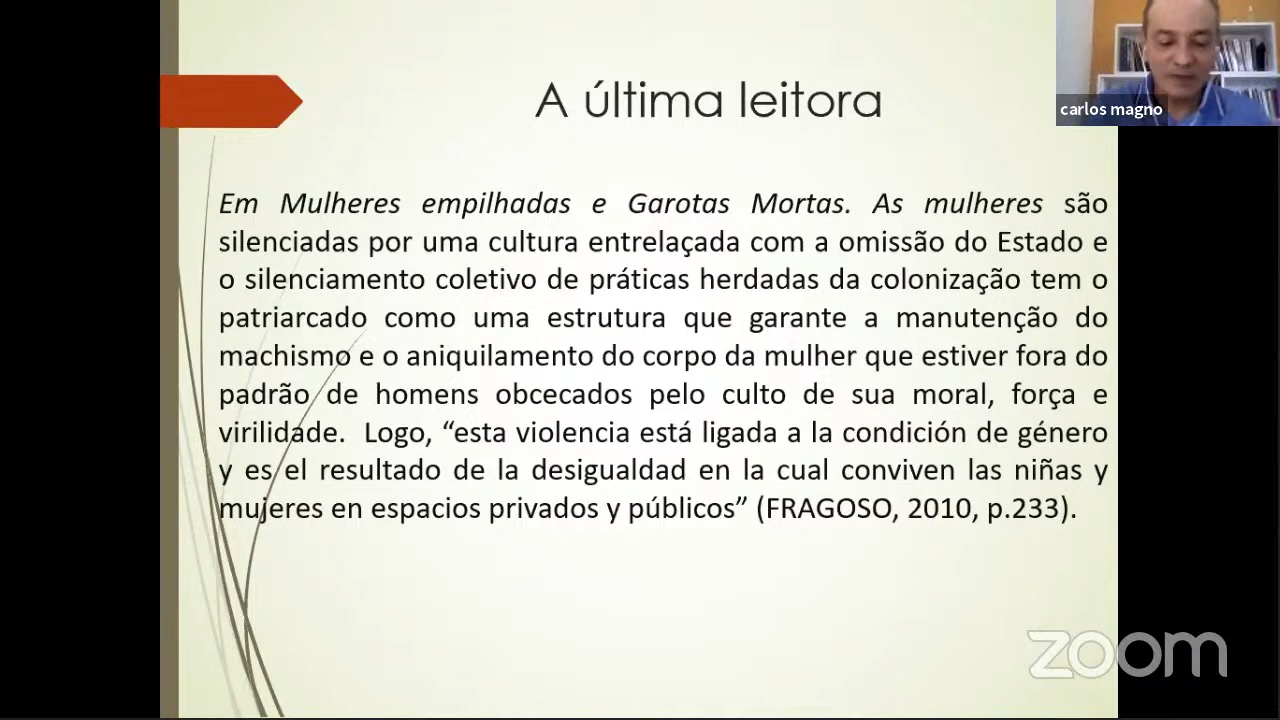 A última leitora
carlos magno
Em Mulheres empilhadas e Garotas Mortas. As mulheres são
silenciadas por uma cultura entrelaçada com a omissão do Estado e
o silenciamento coletivo de práticas herdadas da colonização tem o
patriarcado como uma estrutura que garante a manutenção do
machismo e o aniquilamento do corpo da mulher que estiver fora do
padrão de homens obcecados pelo culto de sua moral, força e
virilidade. Logo, “esta violencia está ligada a la condición de género
y es el resultado de la desigualdad en la cual conviven las niñas y
mujeres en espacios privados y públicos” (FRAGOSO, 2010, p.233).
zoom